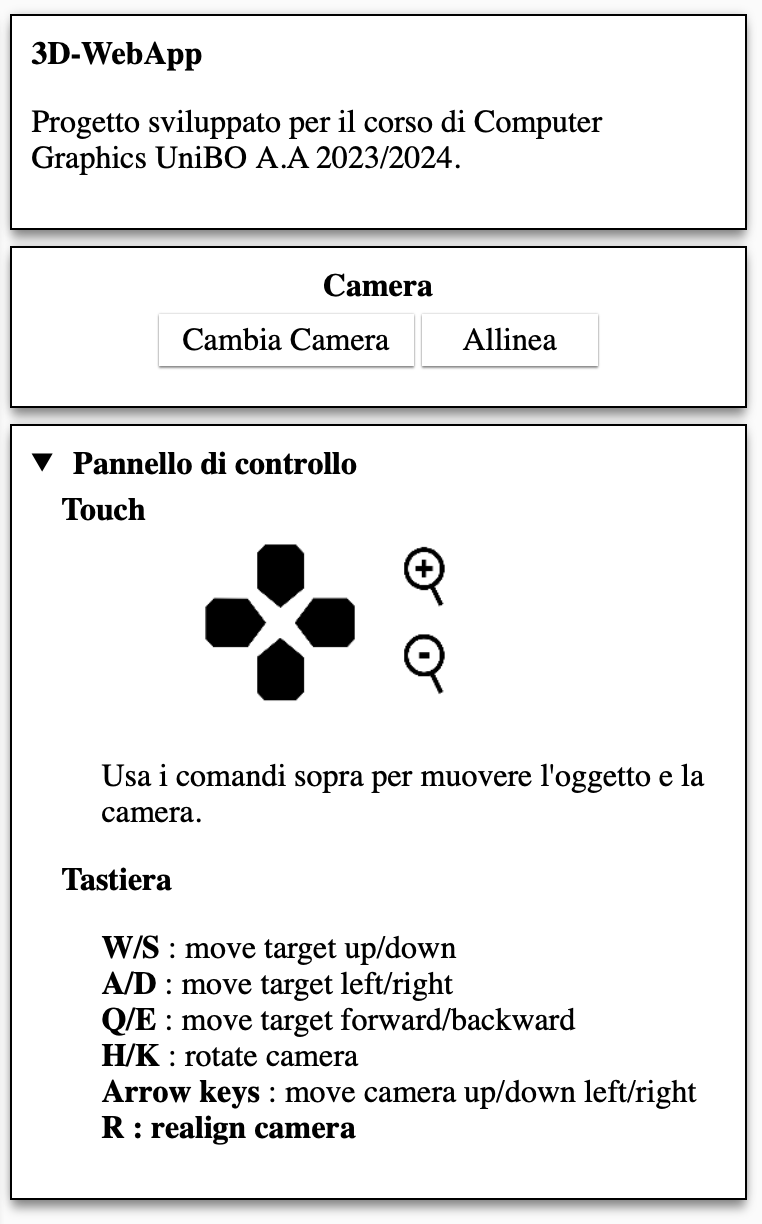 3D-WebApp
Progetto sviluppato per il corso di Computer
Graphics UniBO A.A 2023/2024.
Camera
Cambia Camera Allinea
▼ Pannello di controllo
Touch
+
-
Usa i comandi sopra per muovere l'oggetto e la
camera.
Tastiera
W/S : move target up/down
A/D : move target left/right
Q/E : move target forward/backward
H/K : rotate camera
Arrow keys : move camera up/down left/right
R : realign camera